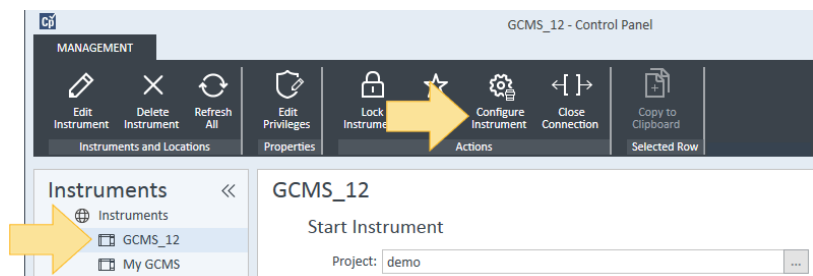 GCMS_12 - Control Panel
MANAGEMENT
Edit Instrument
Delete Instrument
Refresh All
Edit Privileges
Lock
Configure Instrument
Close Connection
Copy to Clipboard
Instruments and Locations
Properties
Actions
Selected Row
Instruments
Instruments
GCMS_12
My GCMS
GCMS_12
Start Instrument
Project: demo
...